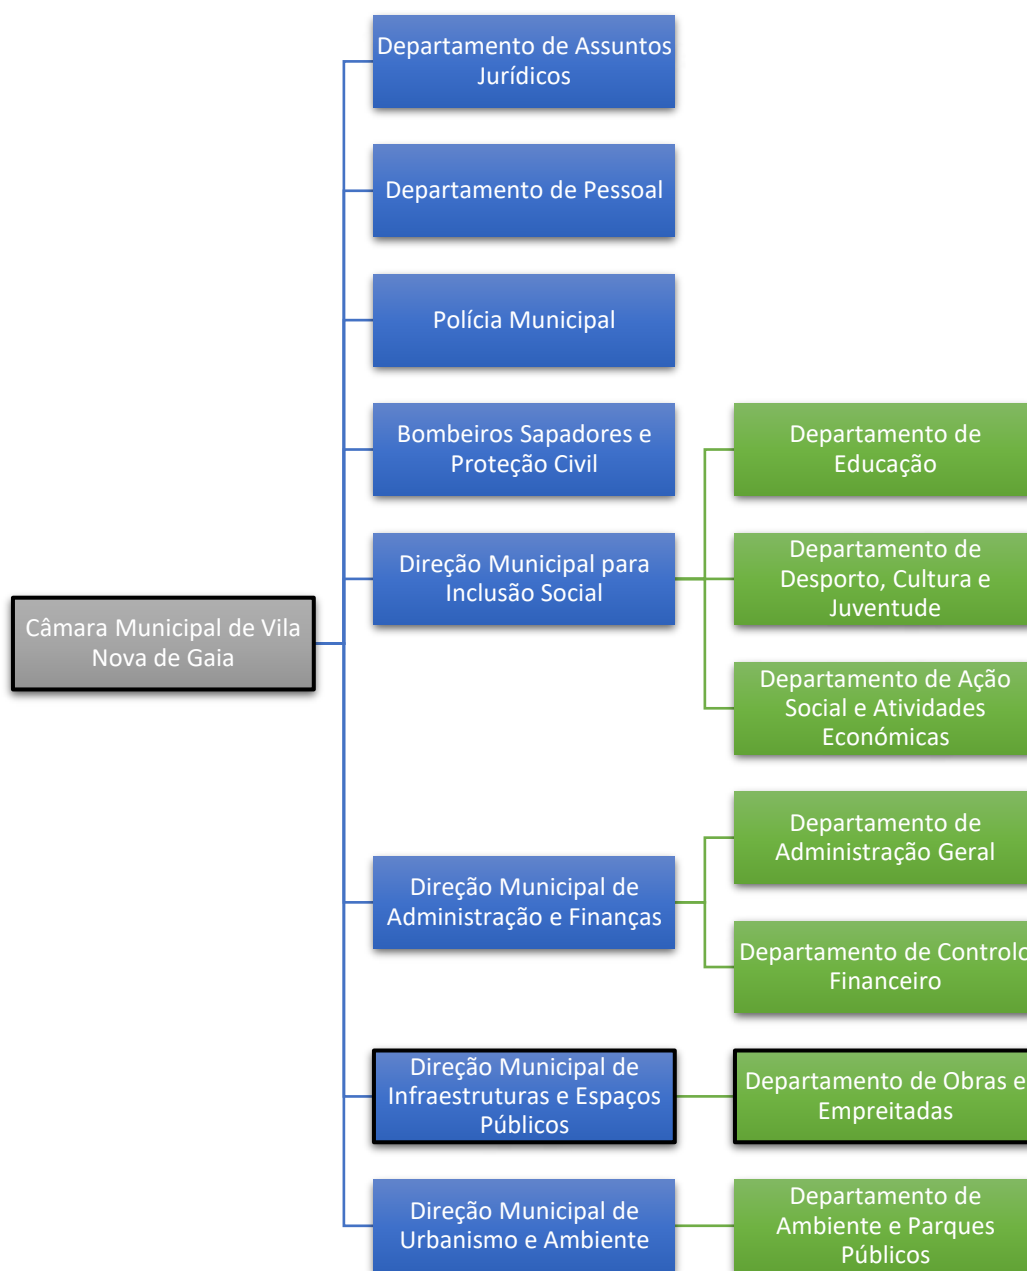 Departamento de Assuntos
Jurídicos
Departamento de Pessoal
Polícia Municipal
Bombeiros Sapadores e
Proteção Civil
Departamento de
Educação
Direção Municipal para
Inclusão Social
Departamento de
Desporto, Cultura e
Juventude
Câmara Municipal de Vila
Nova de Gaia
Departamento de Ação
Social e Atividades
Económicas
Departamento de
Administração Geral
Direção Municipal de
Administração e Finanças
Departamento de Controlo
Financeiro
Direção Municipal de
Infraestruturas e Espaços
Públicos
Departamento de Obras e
Empreitadas
Direção Municipal de
Urbanismo e Ambiente
Departamento de
Ambiente e Parques
Públicos